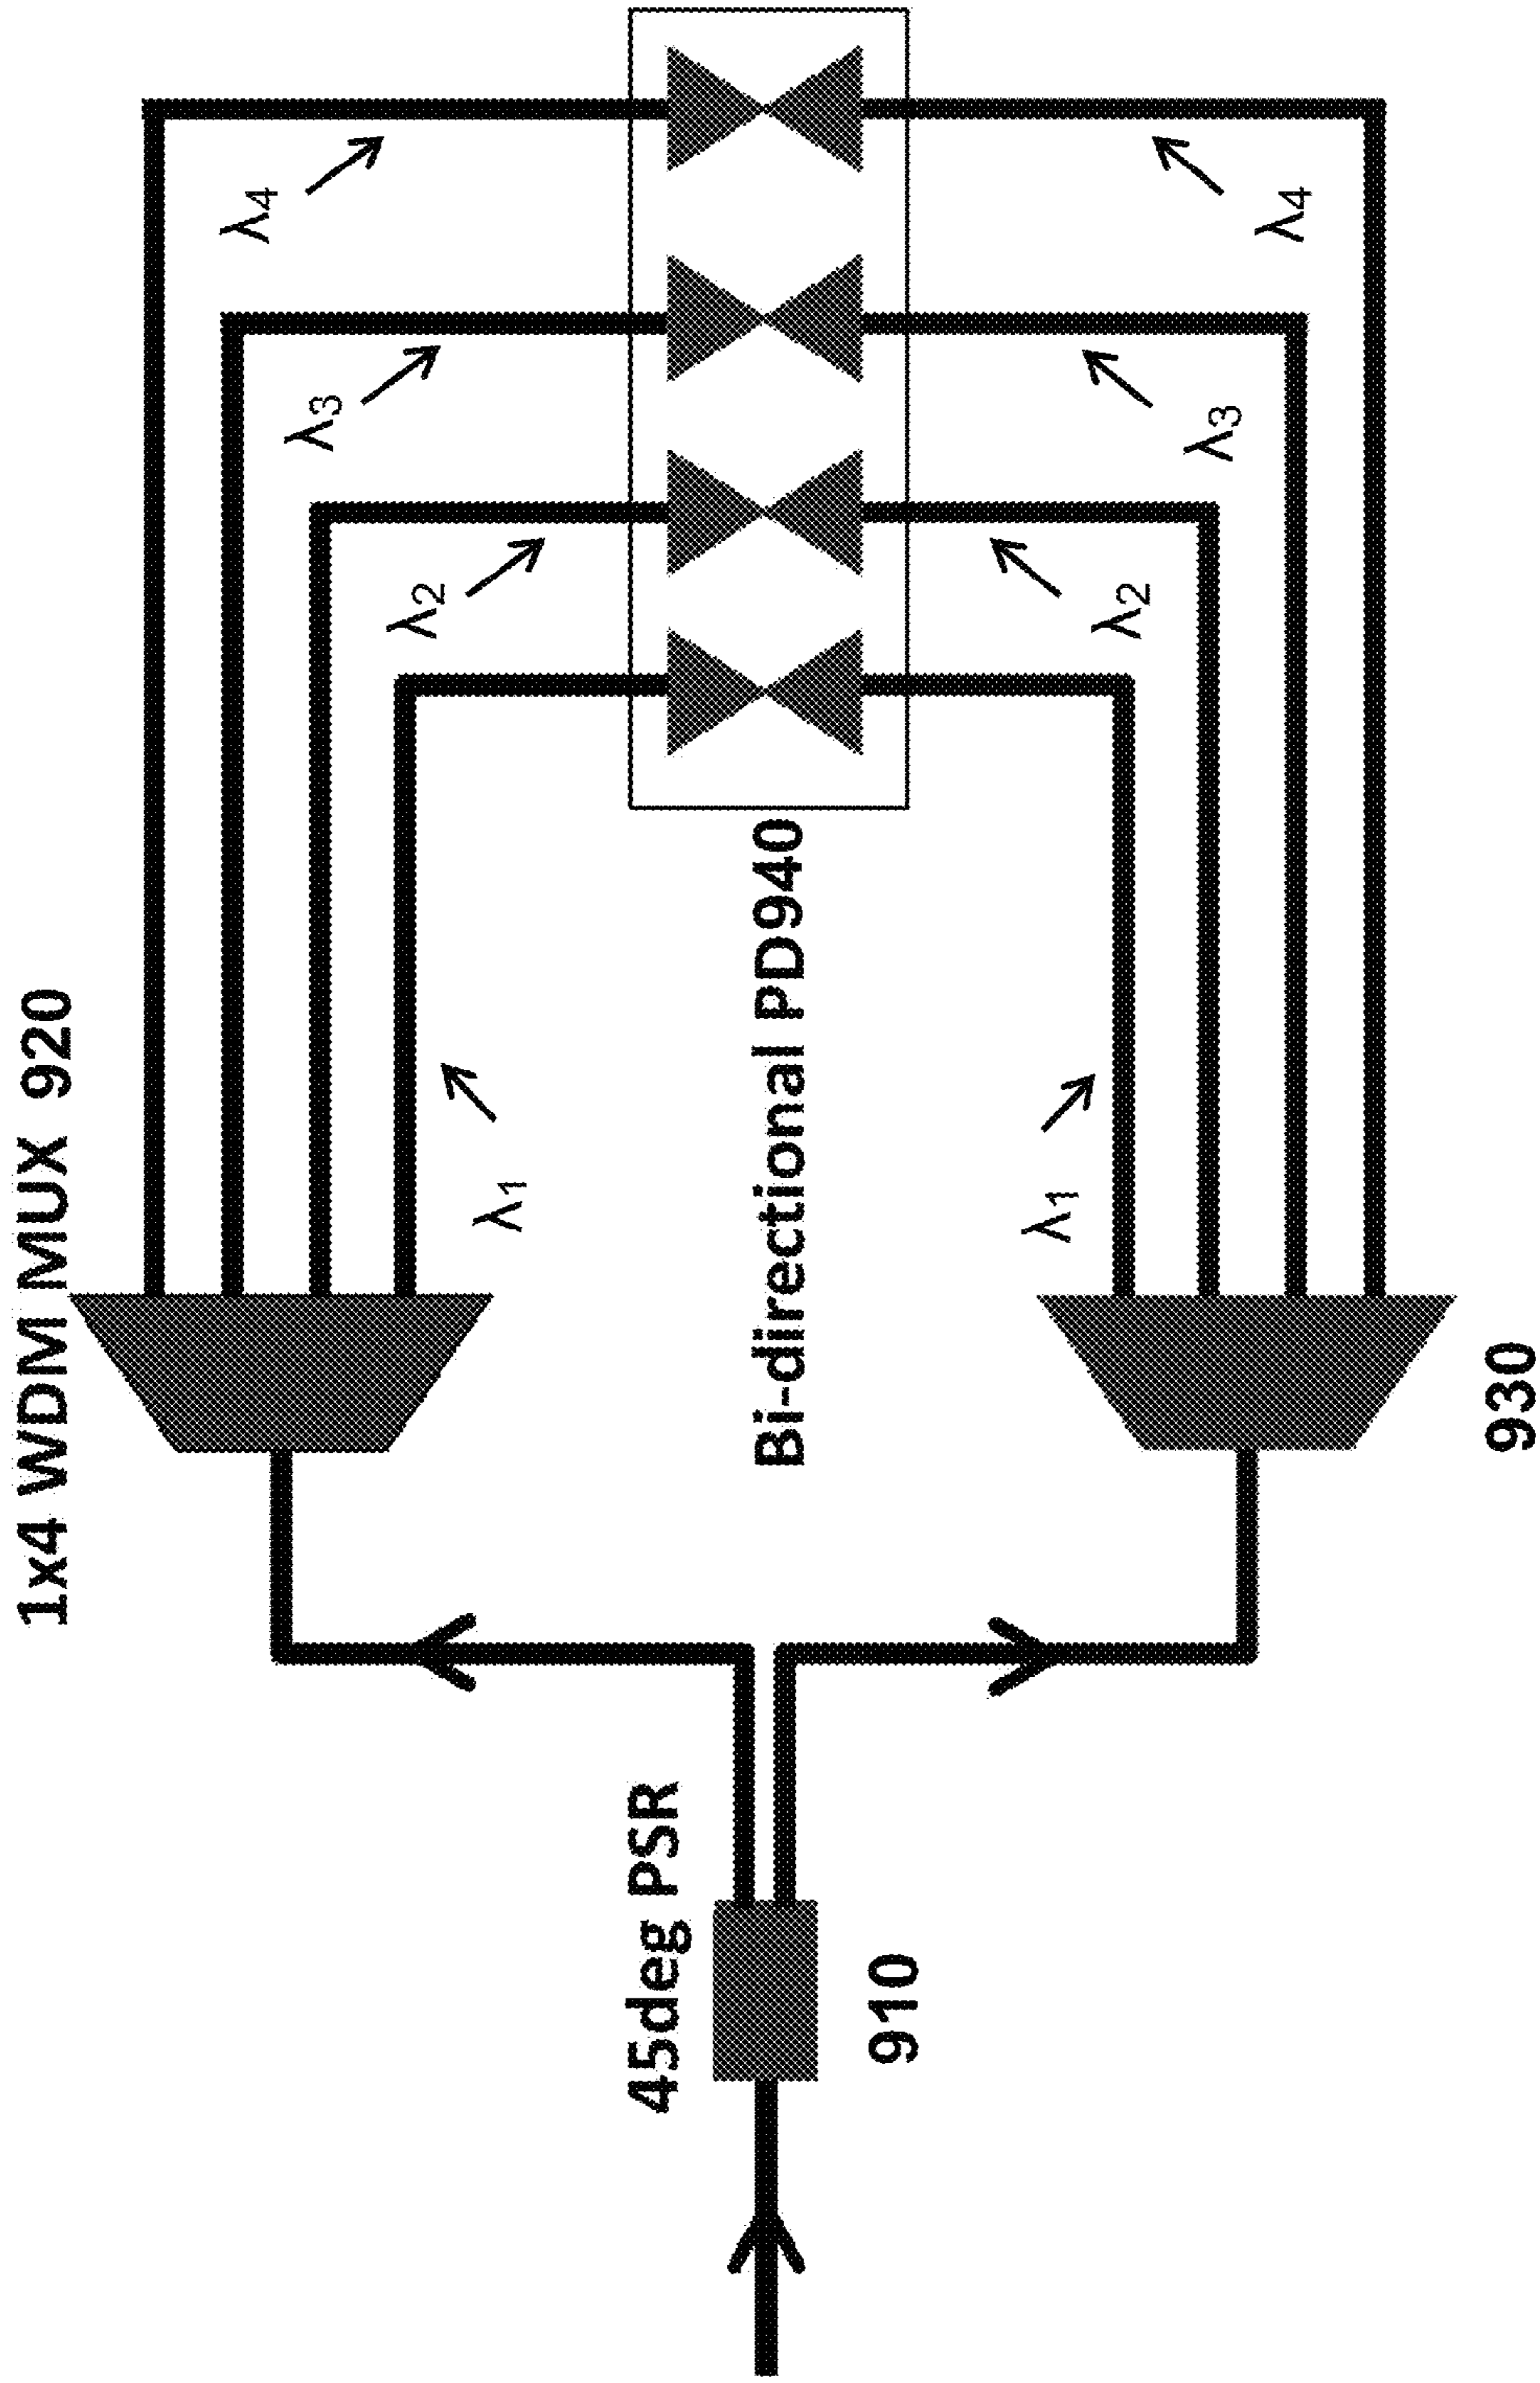 1x4 WDM MUX 920
λ1
λ2
λ3
λ4
45deg PSR
910
Bi-directional PD940
λ1
λ2
λ3
λ4
930